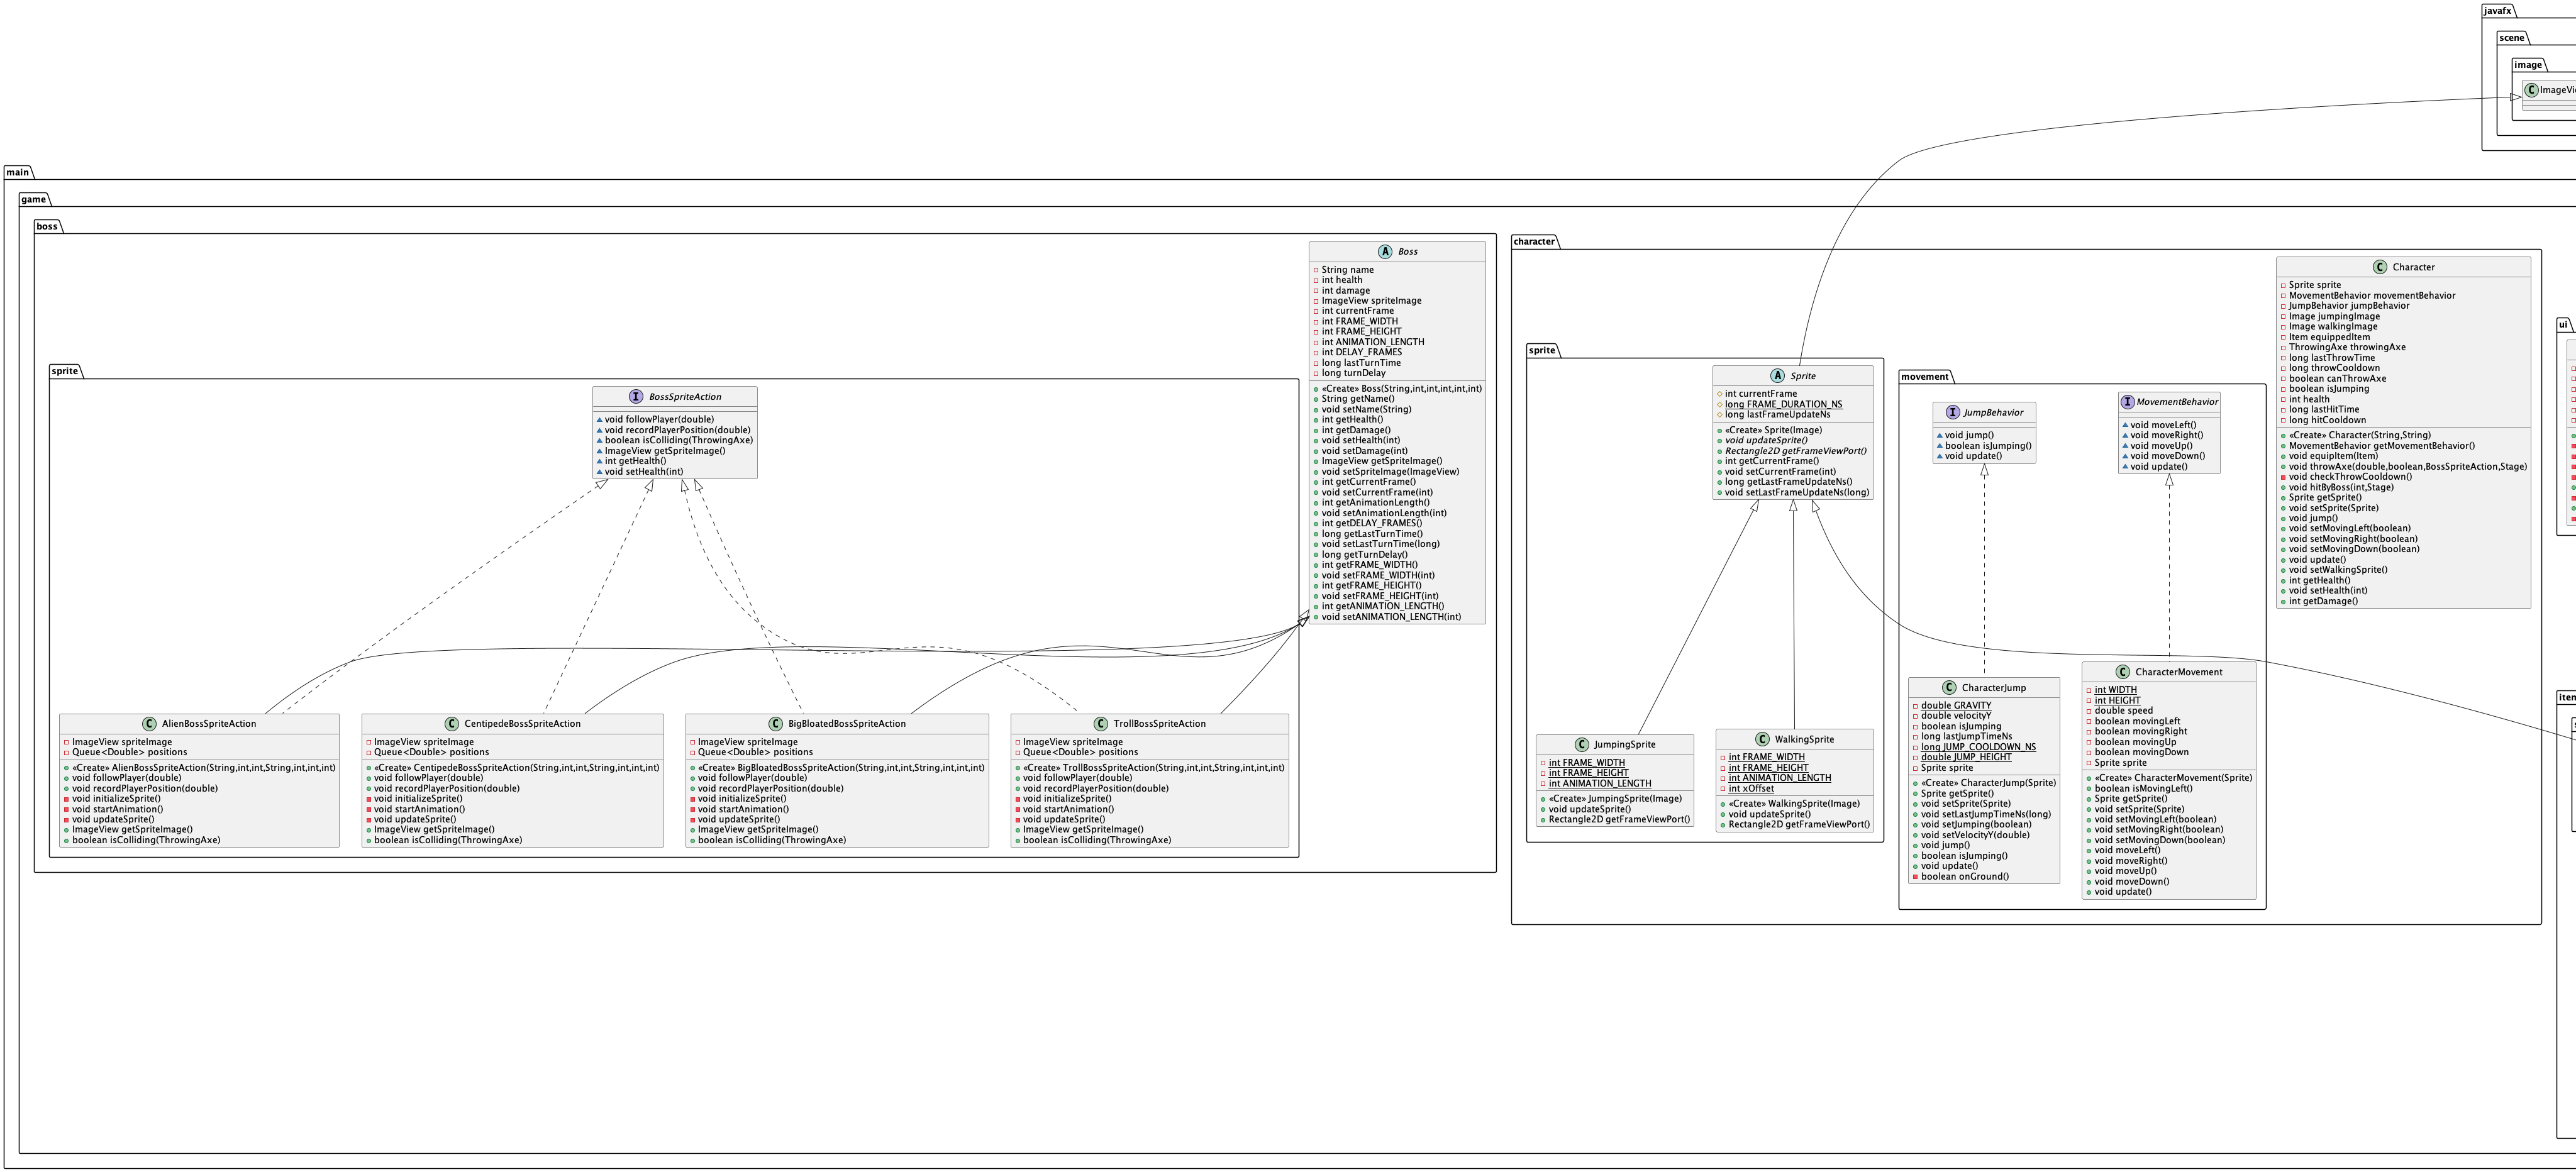 javafx
scene
image
C ImageVi
main
game
boss
A Boss
String name
int health
int damage
ImageView spriteImage
int currentFrame
int FRAME_WIDTH
int FRAME_HEIGHT
int ANIMATION_LENGTH
int DELAY_FRAMES
long lastTurnTime
long turnDelay
«Create» Boss(String,int,int,int,int,int)
String getName()
void setName(String)
int getHealth()
int getDamage()
void setHealth(int)
void setDamage(int)
ImageView getSpriteImage()
void setSpriteImage(ImageView)
int getCurrentFrame()
void setCurrentFrame(int)
int getAnimationLength()
void setAnimationLength(int)
int getDELAY_FRAMES()
long getLastTurnTime()
void setLastTurnTime(long)
long getTurnDelay()
int getFRAME_WIDTH()
void setFRAME_WIDTH(int)
int getFRAME_HEIGHT()
void setFRAME_HEIGHT(int)
int getANIMATION_LENGTH()
void setANIMATION_LENGTH(int)
sprite
I BossSpriteAction
void followPlayer(double)
void recordPlayerPosition(double)
boolean isColliding(ThrowingAxe)
ImageView getSpriteImage()
int getHealth()
void setHealth(int)
C AlienBossSpriteAction
ImageView spriteImage
Queue<Double> positions
«Create» AlienBossSpriteAction(String,int,int,String,int,int,int)
void followPlayer(double)
void recordPlayerPosition(double)
void initializeSprite()
void startAnimation()
void updateSprite()
ImageView getSpriteImage()
boolean isColliding(ThrowingAxe)
C CentipedeBossSpriteAction
ImageView spriteImage
Queue<Double> positions
«Create» CentipedeBossSpriteAction(String,int,int,String,int,int,int)
void followPlayer(double)
void recordPlayerPosition(double)
void initializeSprite()
void startAnimation()
void updateSprite()
ImageView getSpriteImage()
boolean isColliding(ThrowingAxe)
C BigBloatedBossSpriteAction
ImageView spriteImage
Queue<Double> positions
«Create» BigBloatedBossSpriteAction(String,int,int,String,int,int,int)
void followPlayer(double)
void recordPlayerPosition(double)
void initializeSprite()
void startAnimation()
void updateSprite()
ImageView getSpriteImage()
boolean isColliding(ThrowingAxe)
C TrollBossSpriteAction
ImageView spriteImage
Queue<Double> positions
«Create» TrollBossSpriteAction(String,int,int,String,int,int,int)
void followPlayer(double)
void recordPlayerPosition(double)
void initializeSprite()
void startAnimation()
void updateSprite()
ImageView getSpriteImage()
boolean isColliding(ThrowingAxe)
character
C Character
Sprite sprite
MovementBehavior movementBehavior
JumpBehavior jumpBehavior
Image jumpingImage
Image walkingImage
Item equippedItem
ThrowingAxe throwingAxe
long lastThrowTime
long throwCooldown
boolean canThrowAxe
boolean isJumping
int health
long lastHitTime
long hitCooldown
«Create» Character(String,String)
MovementBehavior getMovementBehavior()
void equipItem(Item)
void throwAxe(double,boolean,BossSpriteAction,Stage)
void checkThrowCooldown()
void hitByBoss(int,Stage)
Sprite getSprite()
void setSprite(Sprite)
void jump()
void setMovingLeft(boolean)
void setMovingRight(boolean)
void setMovingDown(boolean)
void update()
void setWalkingSprite()
int getHealth()
void setHealth(int)
int getDamage()
sprite
A Sprite
int currentFrame
long FRAME_DURATION_NS
long lastFrameUpdateNs
«Create» Sprite(Image)
void updateSprite()
Rectangle2D getFrameViewPort()
int getCurrentFrame()
void setCurrentFrame(int)
long getLastFrameUpdateNs()
void setLastFrameUpdateNs(long)
C JumpingSprite
int FRAME_WIDTH
int FRAME_HEIGHT
int ANIMATION_LENGTH
«Create» JumpingSprite(Image)
void updateSprite()
Rectangle2D getFrameViewPort()
C WalkingSprite
int FRAME_WIDTH
int FRAME_HEIGHT
int ANIMATION_LENGTH
int xOffset
«Create» WalkingSprite(Image)
void updateSprite()
Rectangle2D getFrameViewPort()
movement
I JumpBehavior
void jump()
boolean isJumping()
void update()
I MovementBehavior
void moveLeft()
void moveRight()
void moveUp()
void moveDown()
void update()
C CharacterJump
double GRAVITY
double velocityY
boolean isJumping
long lastJumpTimeNs
long JUMP_COOLDOWN_NS
double JUMP_HEIGHT
Sprite sprite
«Create» CharacterJump(Sprite)
Sprite getSprite()
void setSprite(Sprite)
void setLastJumpTimeNs(long)
void setJumping(boolean)
void setVelocityY(double)
void jump()
boolean isJumping()
void update()
boolean onGround()
C CharacterMovement
int WIDTH
int HEIGHT
double speed
boolean movingLeft
boolean movingRight
boolean movingUp
boolean movingDown
Sprite sprite
«Create» CharacterMovement(Sprite)
boolean isMovingLeft()
Sprite getSprite()
void setSprite(Sprite)
void setMovingLeft(boolean)
void setMovingRight(boolean)
void setMovingDown(boolean)
void moveLeft()
void moveRight()
void moveUp()
void moveDown()
void update()
ui
item